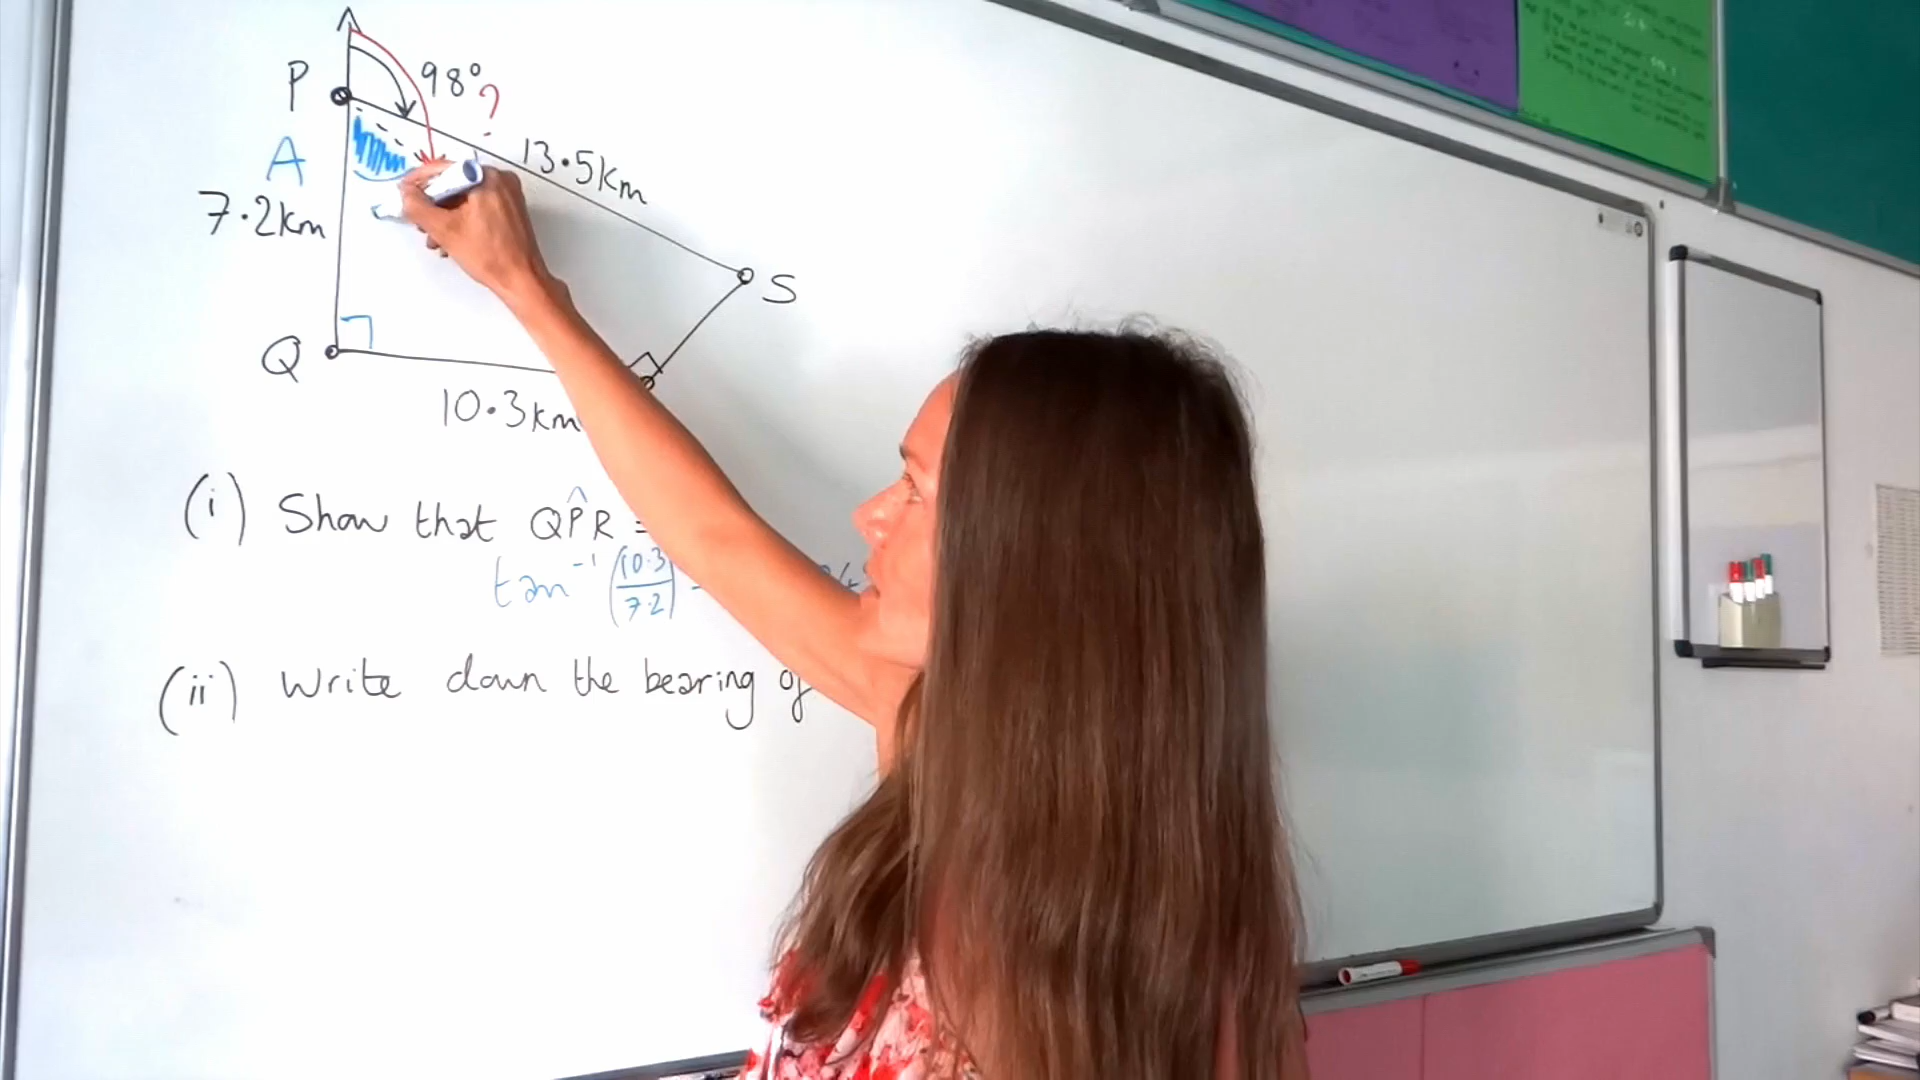 P
98°
?
A
13.5km
7.2km
S
Q
10.3km
(i) Show that QP̂R =
tan⁻¹ (10.3/7.2)
(ii) Write down the bearing of